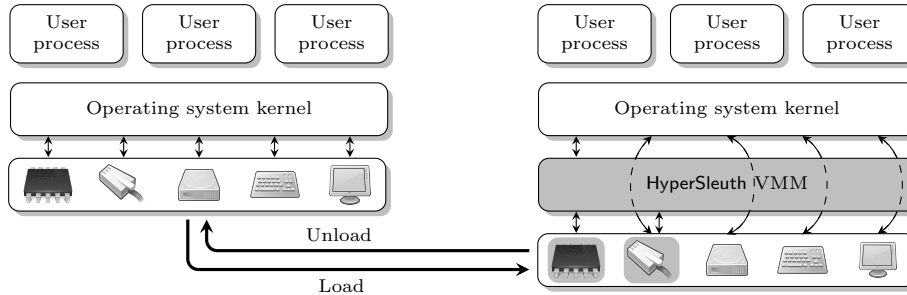 User
process
User
process
User
process
User
process
User
process
User
process
Operating system kernel
Operating system kernel
HyperSleuth VMM
Unload
Load